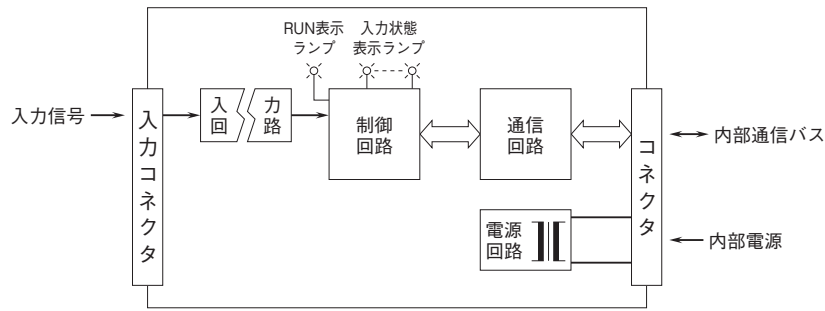 RUN表示
ランプ
入力状態
表示ランプ
入力信号
入力コネクタ
入力
回路
制御
回路
通信
回路
コネクタ
内部通信バス
電源
回路
内部電源